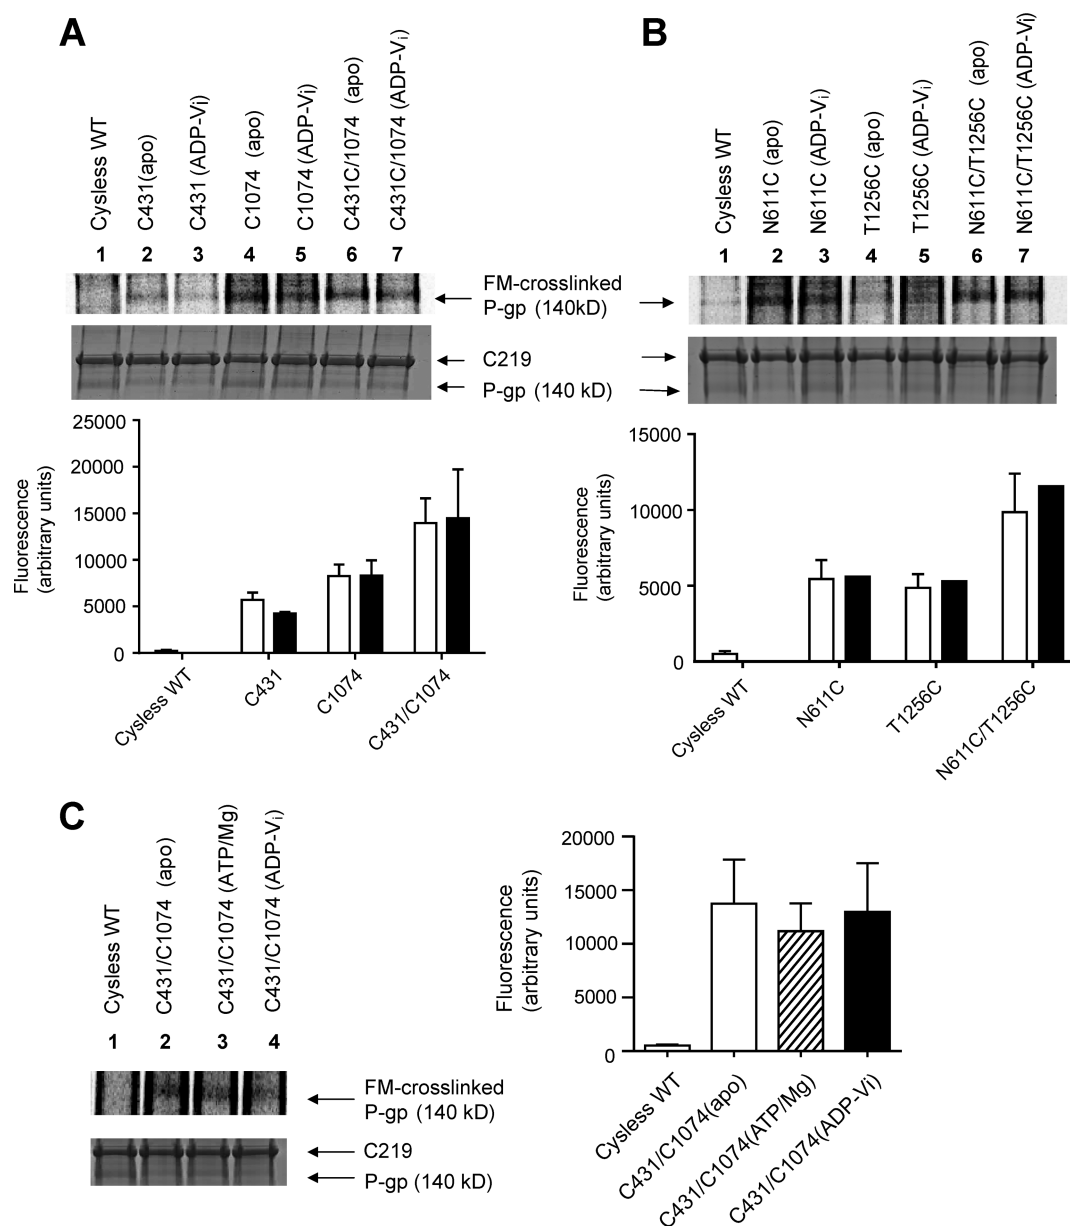 A
Cysless WT
C431(apo)
C431 (ADP-Vi)
C1074 (apo)
C1074 (ADP-Vi)
C431C/1074 (apo)
C431C/1074 (ADP-Vi)
1 2 3 4 5 6 7
FM-crosslinked
P-gp (140kD)
C219
P-gp (140 kD)
25000
20000
15000
10000
5000
0
Fluorescence
(arbitrary units)
Cysless WT
C431
C1074
C431/C1074
B
Cysless WT
N611C (apo)
N611C (ADP-Vi)
T1256C (apo)
T1256C (ADP-Vi)
N611C/T1256C (apo)
N611C/T1256C (ADP-Vi)
1 2 3 4 5 6 7
15000
10000
5000
0
Fluorescence
(arbitrary units)
Cysless WT
N611C
T1256C
N611C/T1256C
C
Cysless WT
C431/C1074 (apo)
C431/C1074 (ATP/Mg)
C431/C1074 (ADP-Vi)
1 2 3 4
FM-crosslinked
P-gp (140 kD)
C219
P-gp (140 kD)
20000
15000
10000
5000
0
Fluorescence
(arbitrary units)
Cysless WT
C431/C1074(apo)
C431/C1074(ATP/Mg)
C431/C1074(ADP-Vi)